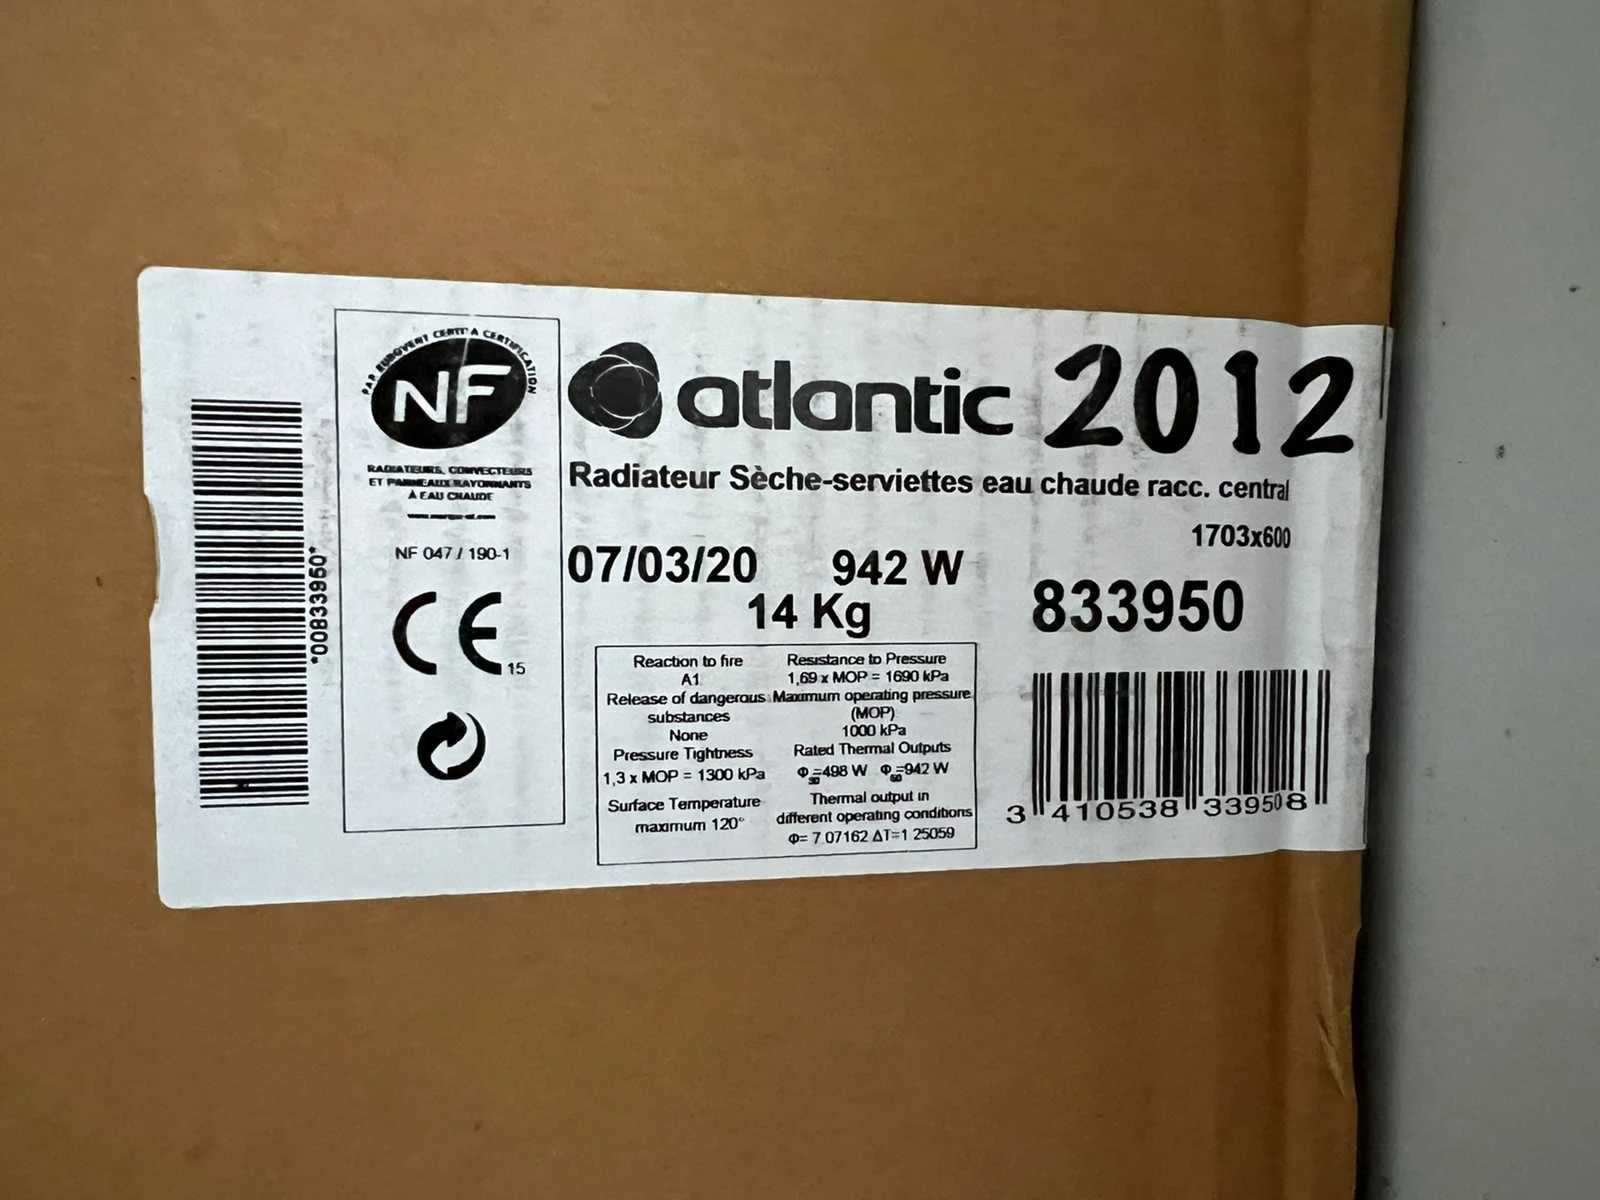 *00833950*
PAR EUROVENT CERTITA CERTIFICATION
NF
RADIATEURS, CONVECTEURS
ET PANNEAUX RAYONNANTS
À EAU CHAUDE
NF 047 / 190-1
CE
15
atlantic 2012
Radiateur Sèche-serviettes eau chaude racc. central
1703x600
07/03/20 942 W
14 Kg
833950
Reaction to fire
A1
Release of dangerous
substances
None
Pressure Tightness
1,3 x MOP = 1300 kPa
Surface Temperature
maximum 120°
Resistance to Pressure
1,69 x MOP = 1690 kPa
Maximum operating pressure
(MOP)
1000 kPa
Rated Thermal Outputs
Φ30=498 W Φ50=942 W
Thermal output in
different operating conditions
Φ= 7.07162 ΔT=1 25059
3 410538 339508